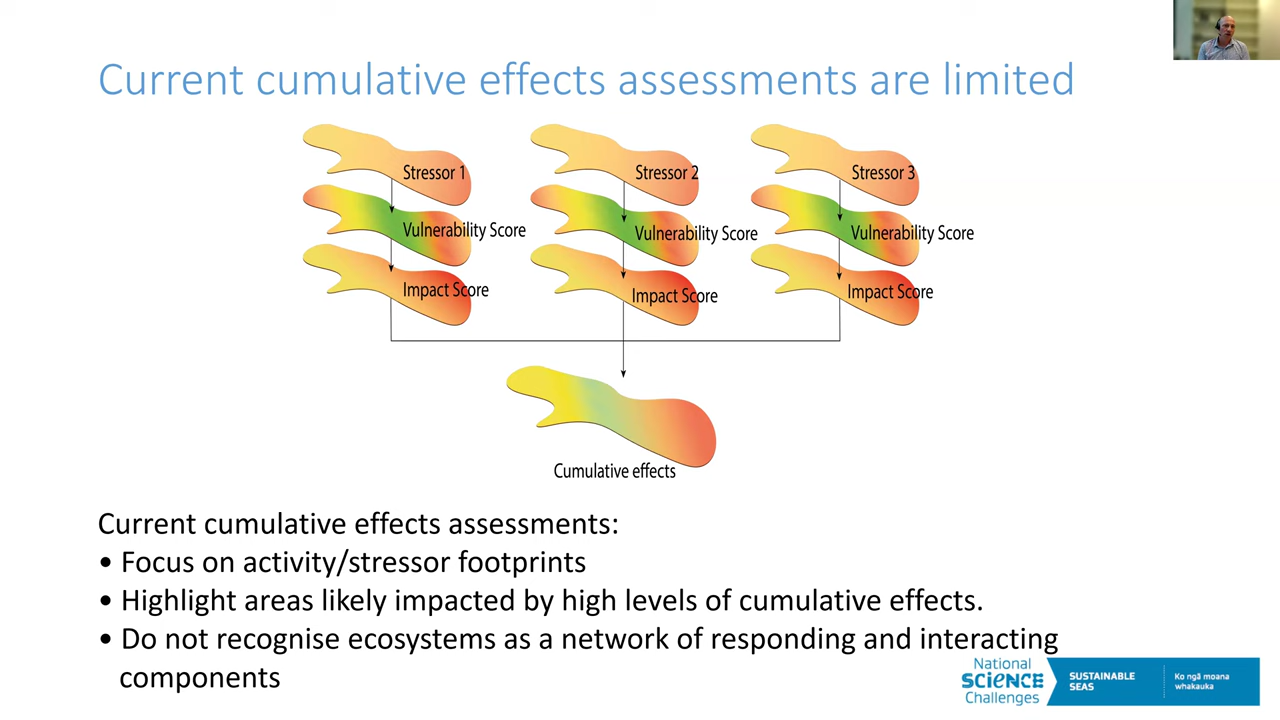 Current cumulative effects assessments are limited
Stressor 1
Stressor 2
Stressor 3
Vulnerability Score
Vulnerability Score
Vulnerability Score
Impact Score
Impact Score
Impact Score
Cumulative effects
Current cumulative effects assessments:
• Focus on activity/stressor footprints
• Highlight areas likely impacted by high levels of cumulative effects.
• Do not recognise ecosystems as a network of responding and interacting
components
National
SCIENCE
Challenges
SUSTAINABLE
SEAS
Ko ngā moana
whakauka